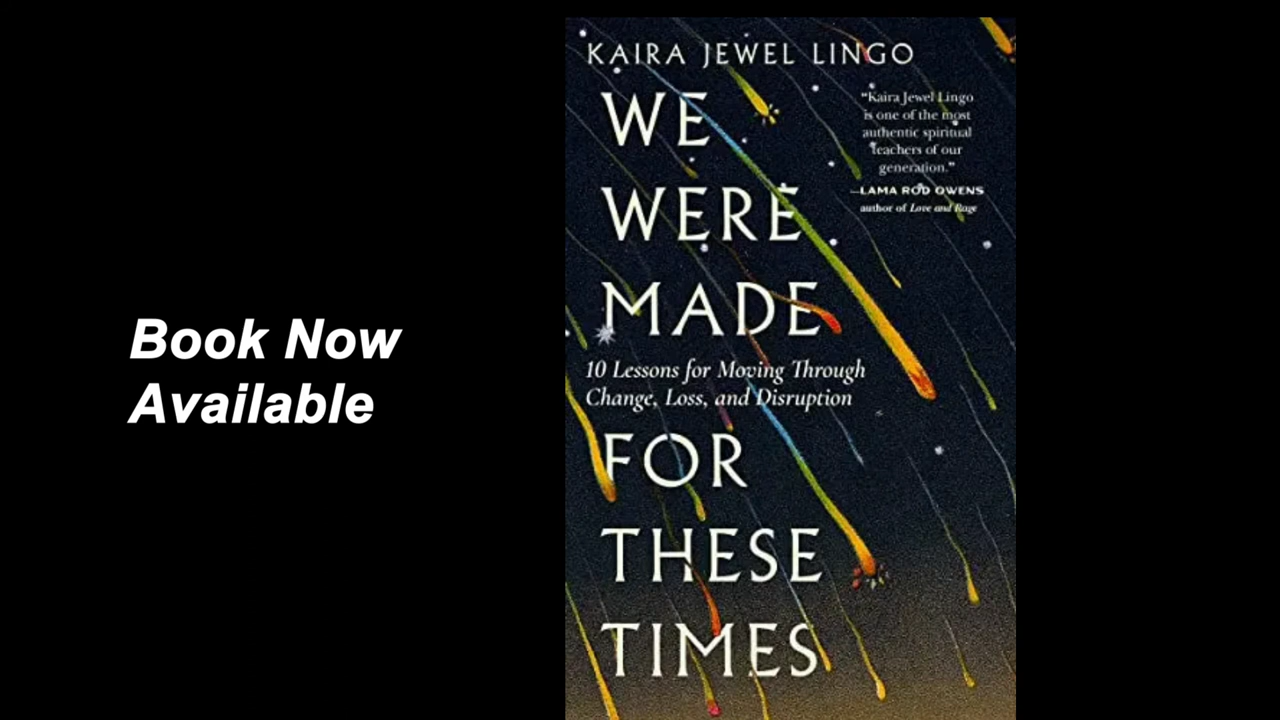 Book Now
Available
KAIRA JEWEL LINGO
WE
WERE
MADE
10 Lessons for Moving Through
Change, Loss, and Disruption
FOR
THESE
TIMES
“Kaira Jewel Lingo
is one of the most
authentic spiritual
teachers of our
generation.”
—LAMA ROD OWENS
author of Love and Rage